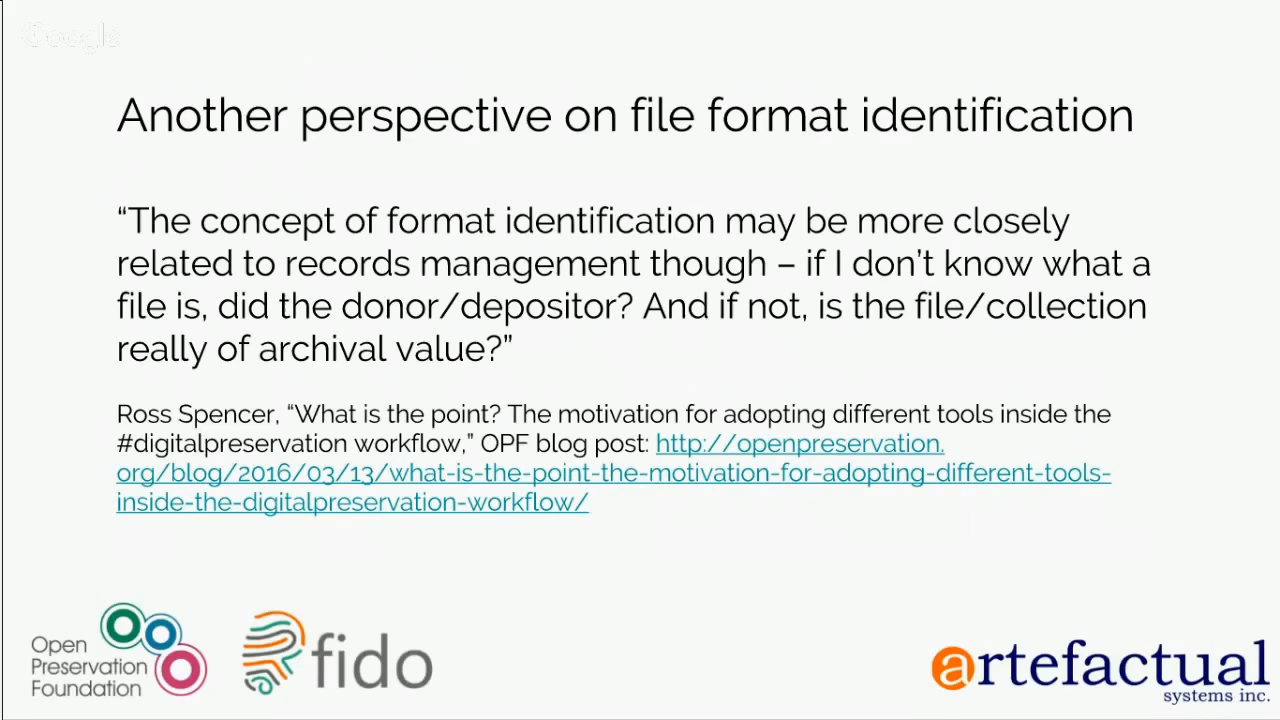 Google
Another perspective on file format identification
“The concept of format identification may be more closely
related to records management though – if I don’t know what a
file is, did the donor/depositor? And if not, is the file/collection
really of archival value?”
Ross Spencer, “What is the point? The motivation for adopting different tools inside the
#digitalpreservation workflow,” OPF blog post: http://openpreservation.
org/blog/2016/03/13/what-is-the-point-the-motivation-for-adopting-different-tools-
inside-the-digitalpreservation-workflow/
Open
Preservation
Foundation
fido
artefactual
systems inc.